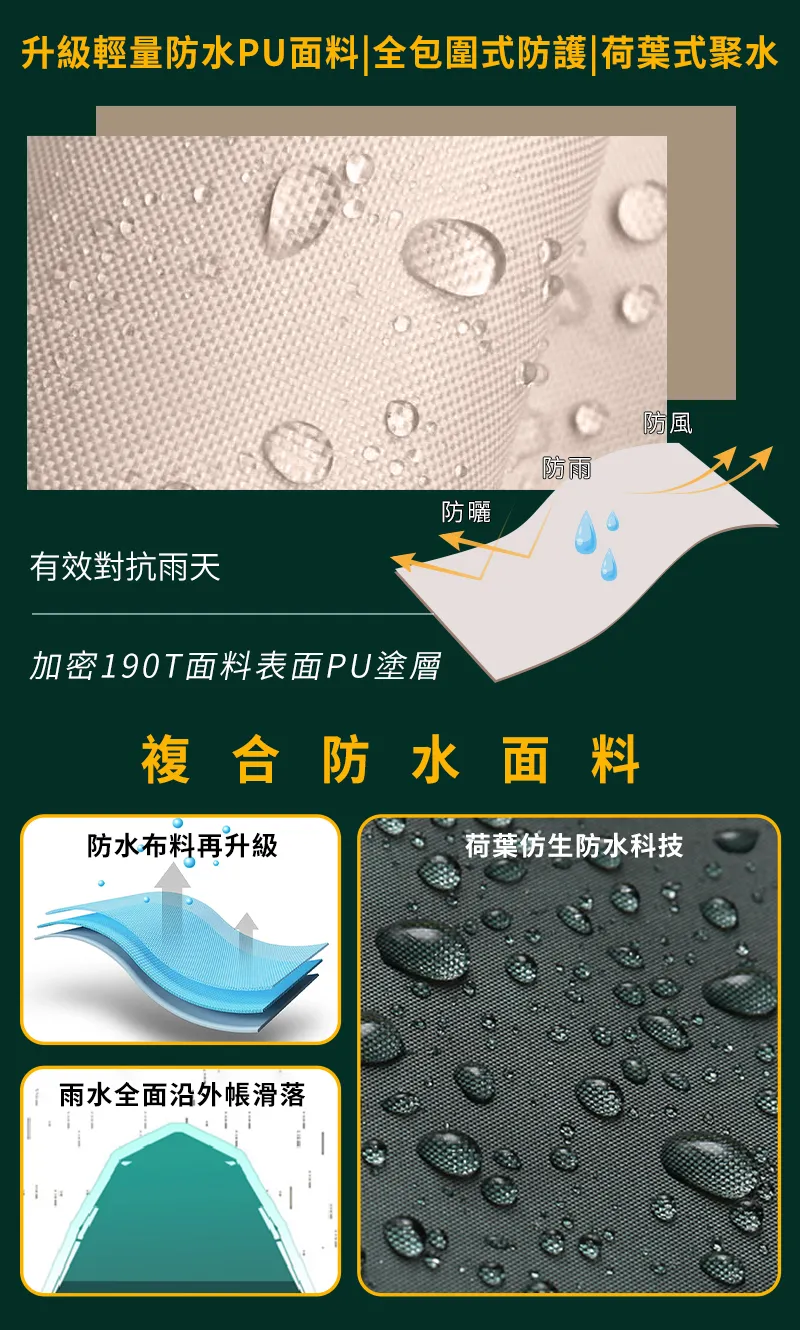 升級輕量防水PU面料|全包圍式防護|荷葉式聚水
防風
防雨
防曬
有效對抗雨天
加密190T面料表面PU塗層
複合防水面料
防水布料再升級
荷葉仿生防水科技
雨水全面沿外帳滑落